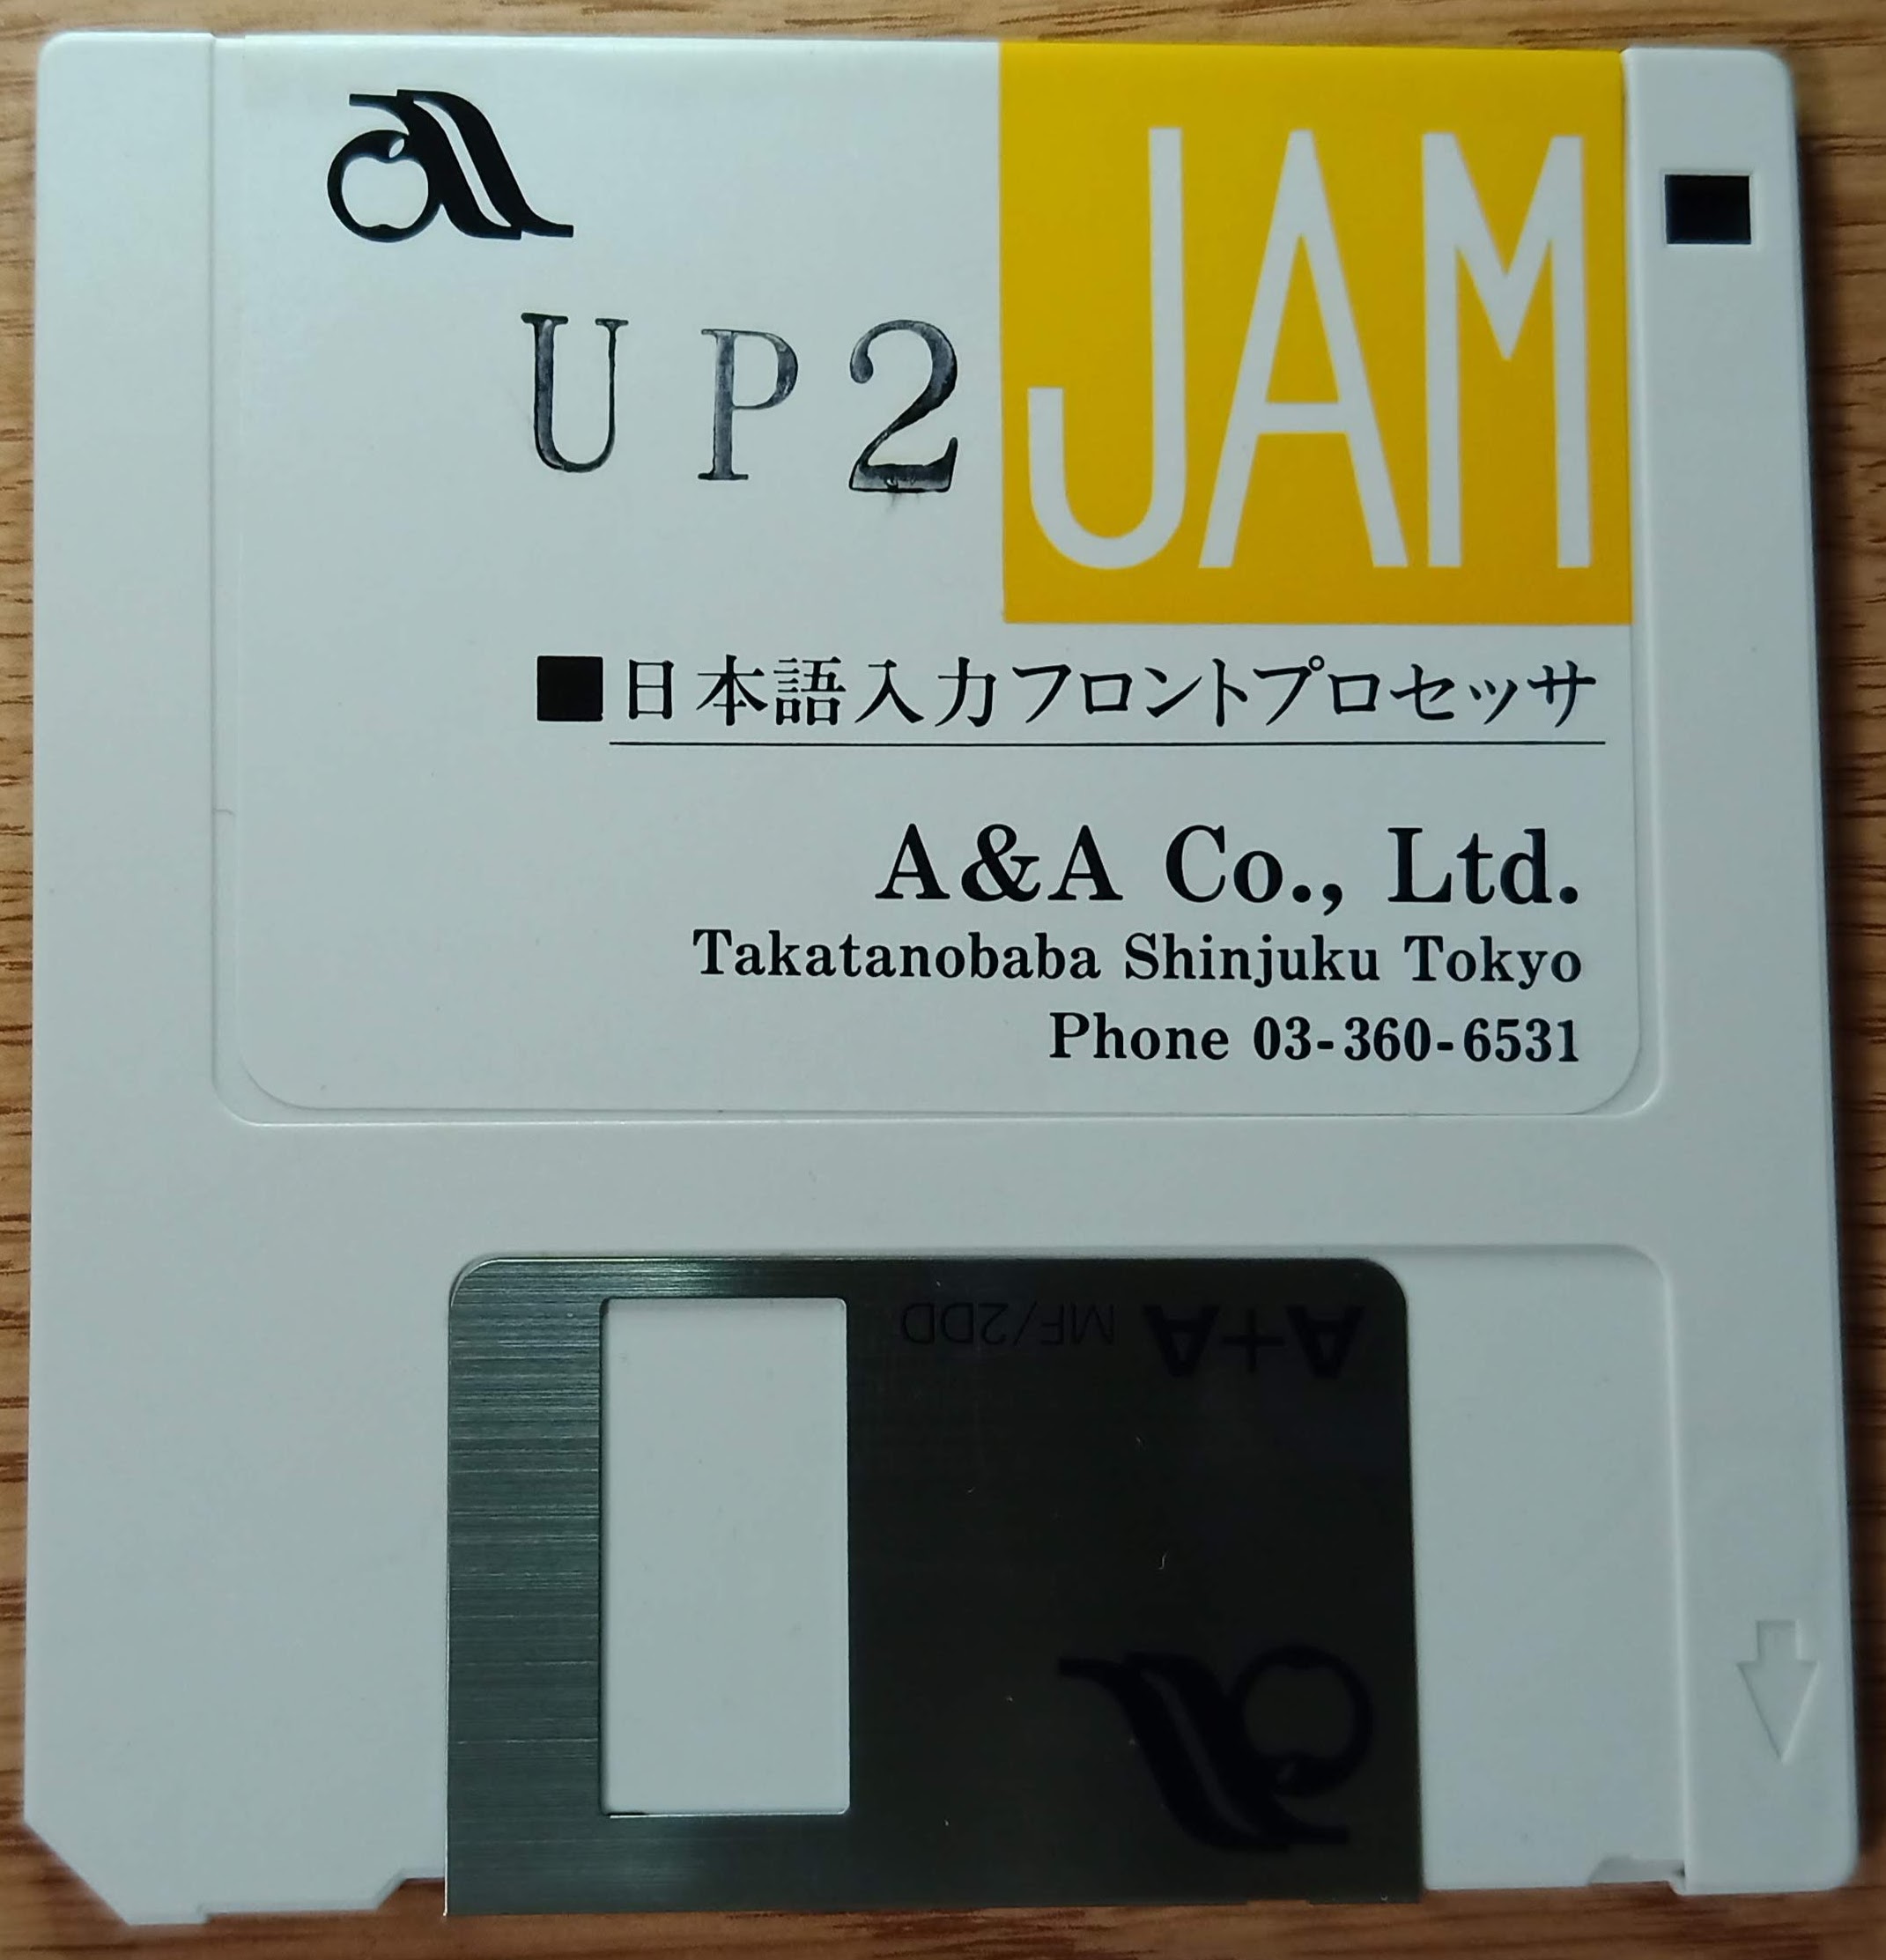 UP2
JAM
■日本語入力フロントプロセッサ
A&A Co., Ltd.
Takatanobaba Shinjuku Tokyo
Phone 03-360-6531
A+A MF/2DD